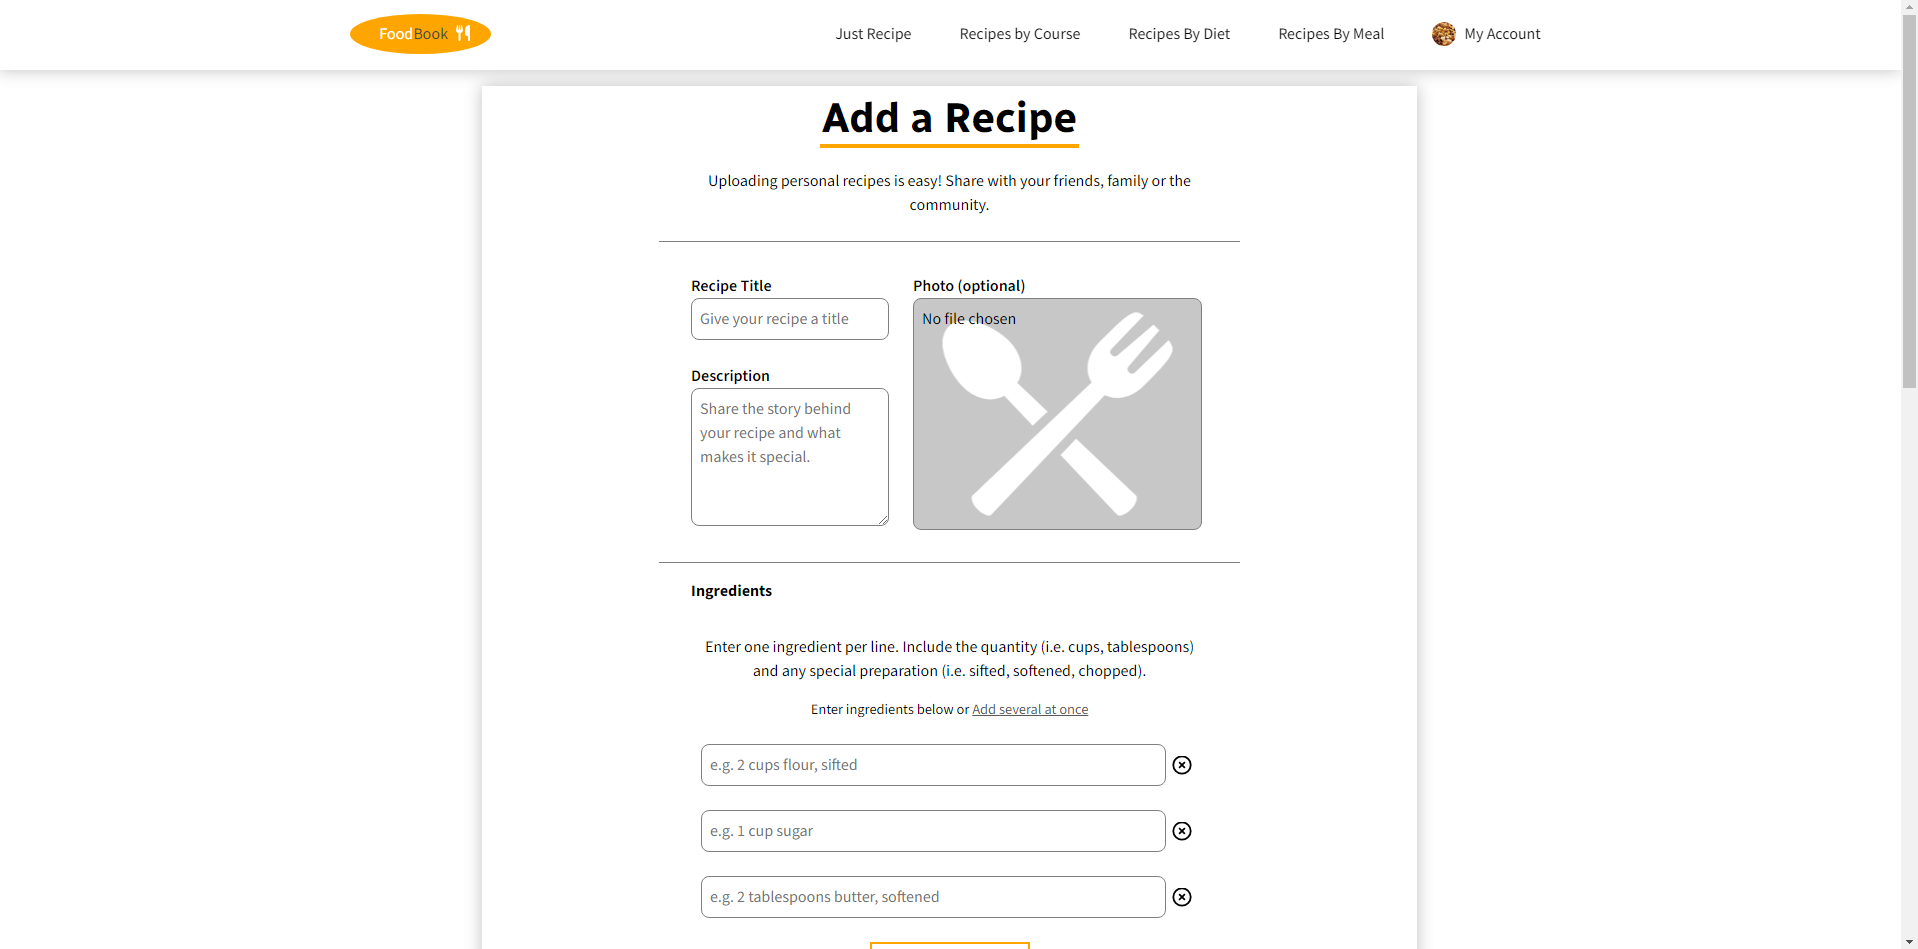 FoodBook
Just Recipe
Recipes by Course
Recipes By Diet
Recipes By Meal
My Account
Add a Recipe
Uploading personal recipes is easy! Share with your friends, family or the
community.
Recipe Title
Give your recipe a title
Photo (optional)
No file chosen
Description
Share the story behind
your recipe and what
makes it special.
Ingredients
Enter one ingredient per line. Include the quantity (i.e. cups, tablespoons)
and any special preparation (i.e. sifted, softened, chopped).
Enter ingredients below or Add several at once
e.g. 2 cups flour, sifted
e.g. 1 cup sugar
e.g. 2 tablespoons butter, softened